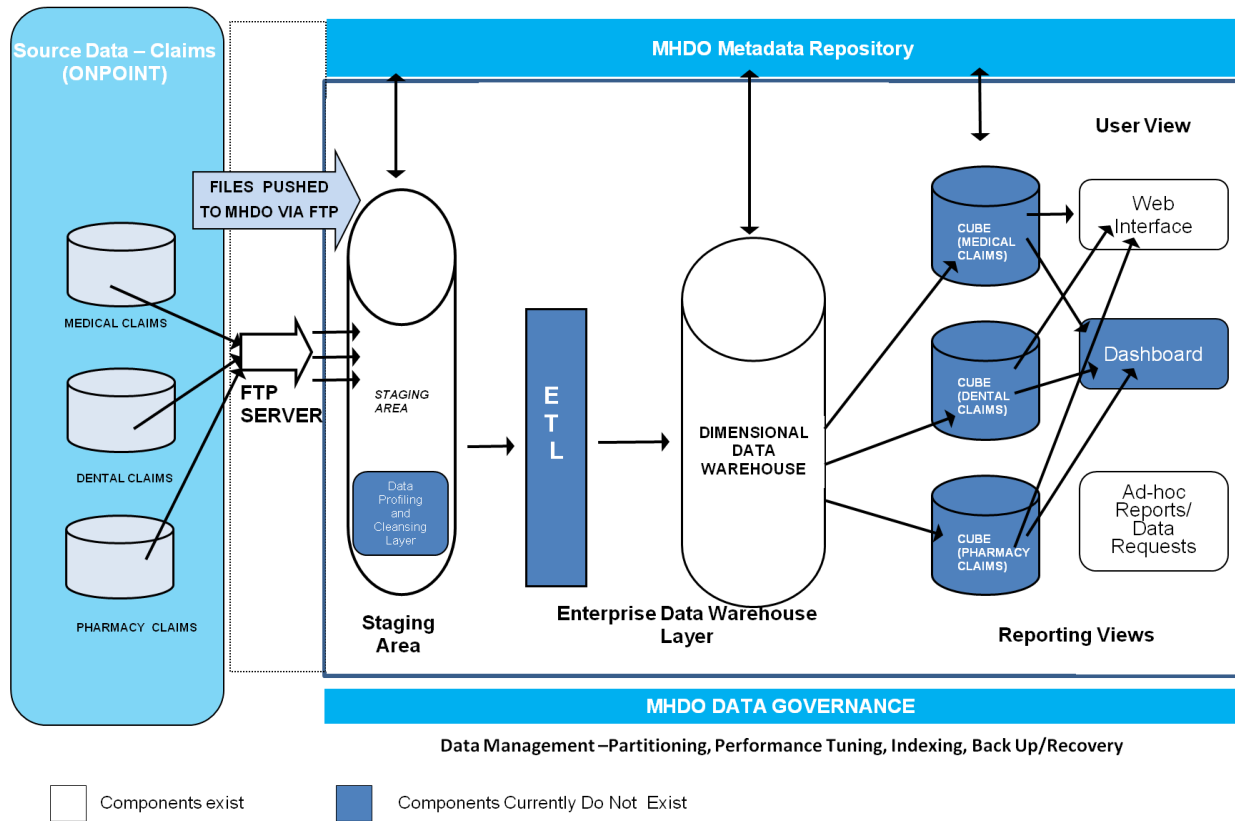 Source Data – Claims
(ONPOINT)
MHDO Metadata Repository
User View
FILES PUSHED
TO MHDO VIA FTP
MEDICAL CLAIMS
DENTAL CLAIMS
PHARMACY CLAIMS
FTP
SERVER
STAGING
AREA
Data
Profiling
and
Cleansing
Layer
Staging
Area
E
T
L
DIMENSIONAL
DATA
WAREHOUSE
Enterprise Data Warehouse
Layer
CUBE
(MEDICAL
CLAIMS)
CUBE
(DENTAL
CLAIMS)
CUBE
(PHARMACY
CLAIMS)
Web
Interface
Dashboard
Ad-hoc
Reports/
Data
Requests
Reporting Views
MHDO DATA GOVERNANCE
Data Management –Partitioning, Performance Tuning, Indexing, Back Up/Recovery
Components exist
Components Currently Do Not Exist